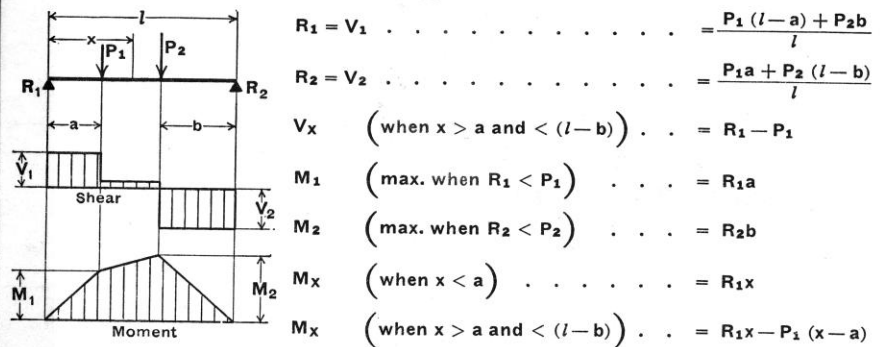 l
x
P₁ P₂
R₁ R₂
a b
V₁
Shear
V₂
M₁ M₂
Moment
R₁ = V₁ . . . . . . . . . . . . . = P₁ (l—a) + P₂b / l
R₂ = V₂ . . . . . . . . . . . . . = P₁a + P₂ (l—b) / l
Vx (when x > a and < (l—b)) . . = R₁ — P₁
M₁ (max. when R₁ < P₁) . . . = R₁a
M₂ (max. when R₂ < P₂) . . . = R₂b
Mx (when x < a) . . . . . . = R₁x
Mx (when x > a and < (l—b)) . . = R₁x — P₁ (x—a)